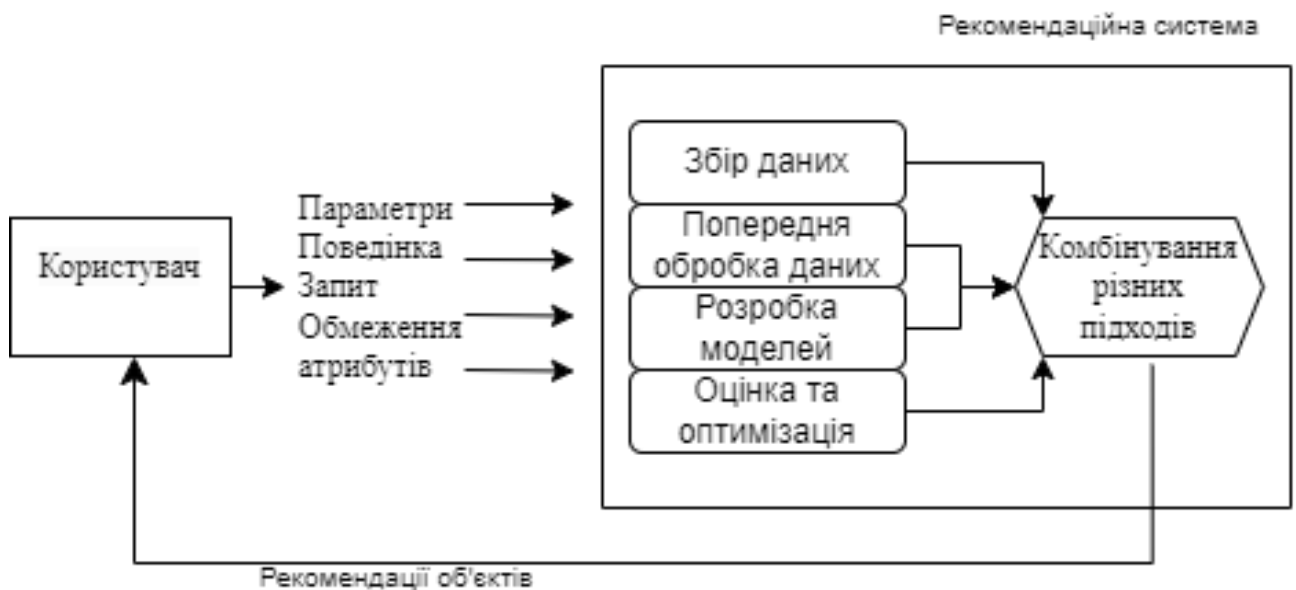 Рекомендаційна система
Збір даних
Попередня
обробка даних
Розробка
моделей
Оцінка та
оптимізація
Комбінування
різних
підходів
Користувач
Параметри
Поведінка
Запит
Обмеження
атрибутів
Рекомендації об'єктів